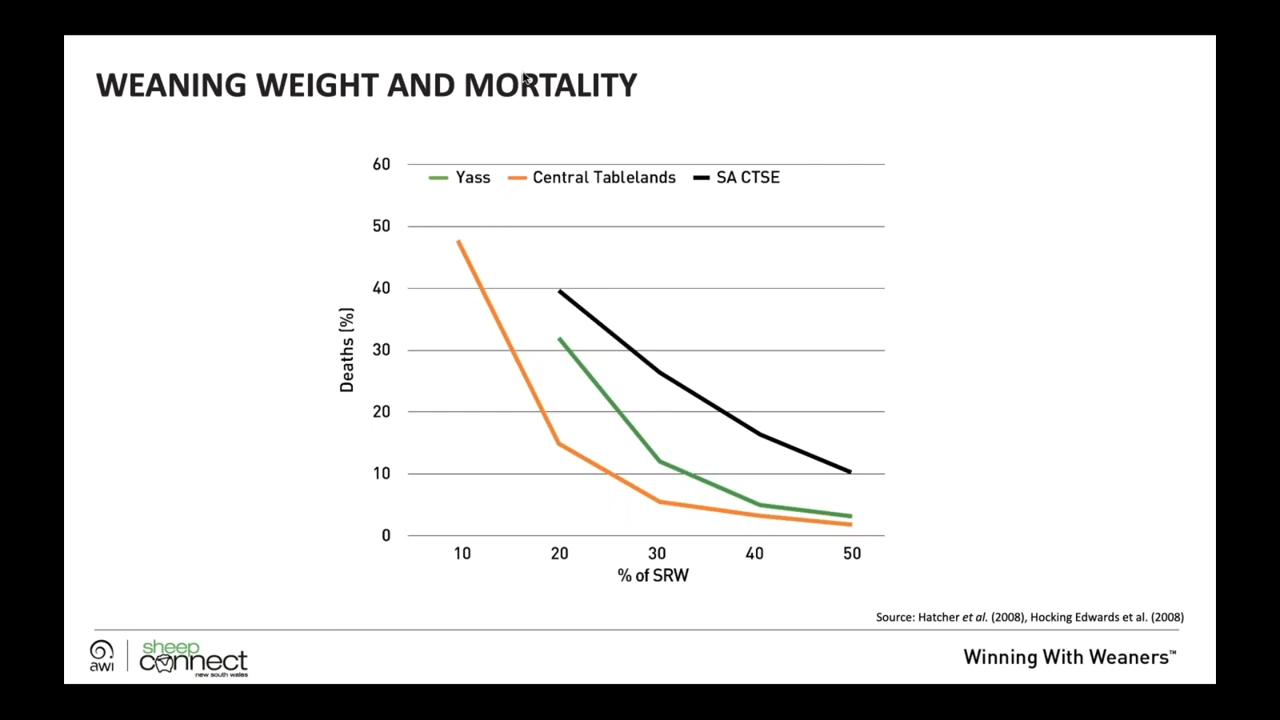 WEANING WEIGHT AND MORTALITY
60
Yass Central Tablelands SA CTSE
50
40
30
20
10
0
Deaths (%)
10 20 30 40 50
% of SRW
Source: Hatcher et al. (2008), Hocking Edwards et al. (2008)
awi
sheep
connect
new south wales
Winning With Weaners™